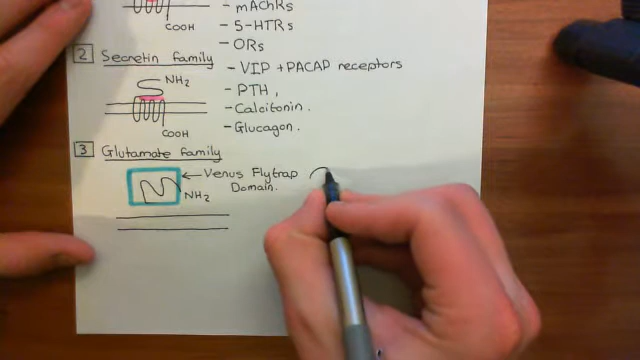 - mAChRs
COOH
- 5-HTRs
- ORs
2 Secretin family
NH2
- VIP + PACAP receptors
- PTH,
- Calcitonin.
COOH
- Glucagon.
3 Glutamate family
Venus Flytrap
Domain.
NH2